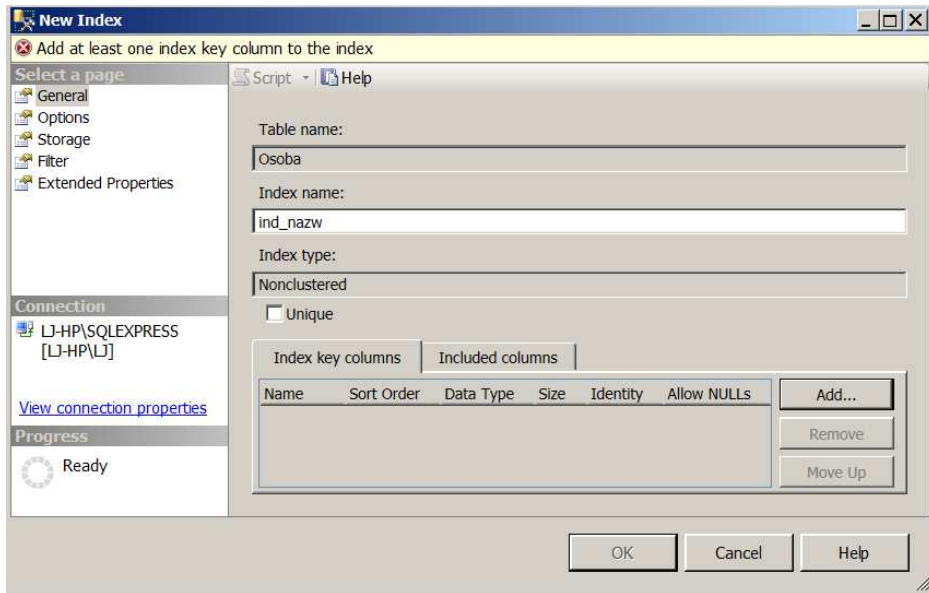 New Index
Add at least one index key column to the index
Select a page
General
Options
Storage
Filter
Extended Properties
Connection
LJ-HP\SQLEXPRESS
[LJ-HP\LJ]
View connection properties
Progress
Ready
Script
Help
Table name:
Osoba
Index name:
ind_nazw
Index type:
Nonclustered
Unique
Index key columns
Included columns
Name Sort Order Data Type Size Identity Allow NULLs
Add...
Remove
Move Up
OK
Cancel
Help